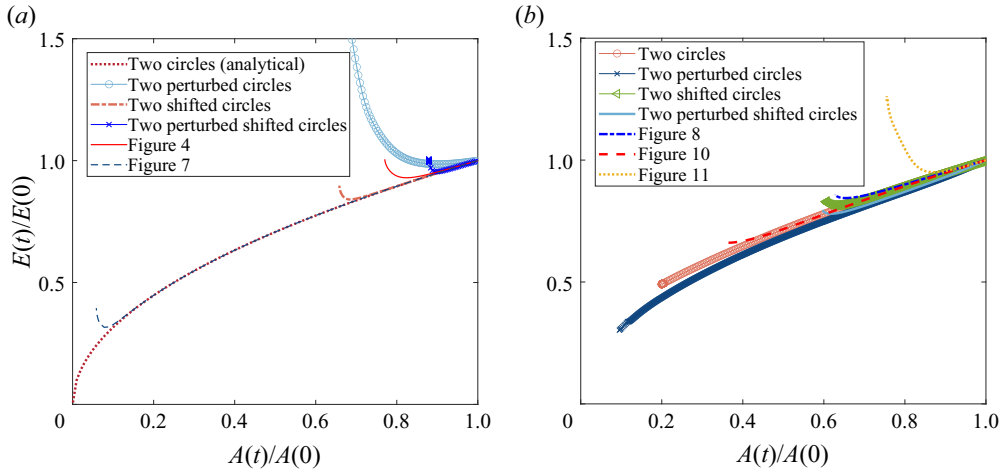 (a)
1.5
1.0
0.5
0
0.2
0.4
0.6
0.8
1.0
E(t)/E(0)
A(t)/A(0)
Two circles (analytical)
Two perturbed circles
Two shifted circles
Two perturbed shifted circles
Figure 4
Figure 7
(b)
1.5
1.0
0.5
0
0.2
0.4
0.6
0.8
1.0
A(t)/A(0)
Two circles
Two perturbed circles
Two shifted circles
Two perturbed shifted circles
Figure 8
Figure 10
Figure 11